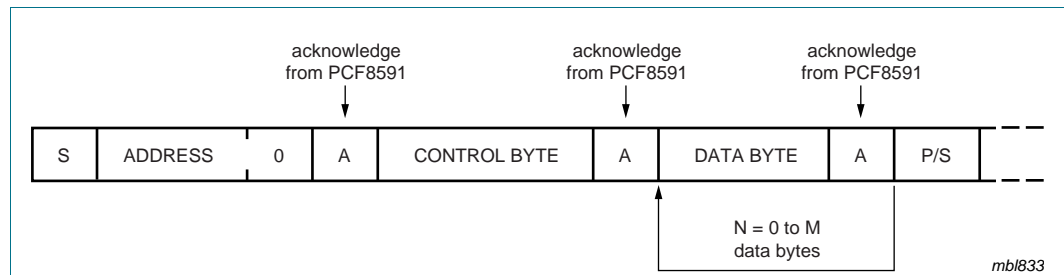 acknowledge
from PCF8591
acknowledge
from PCF8591
acknowledge
from PCF8591
S ADDRESS 0 A CONTROL BYTE A DATA BYTE A P/S
N = 0 to M
data bytes
mbl833